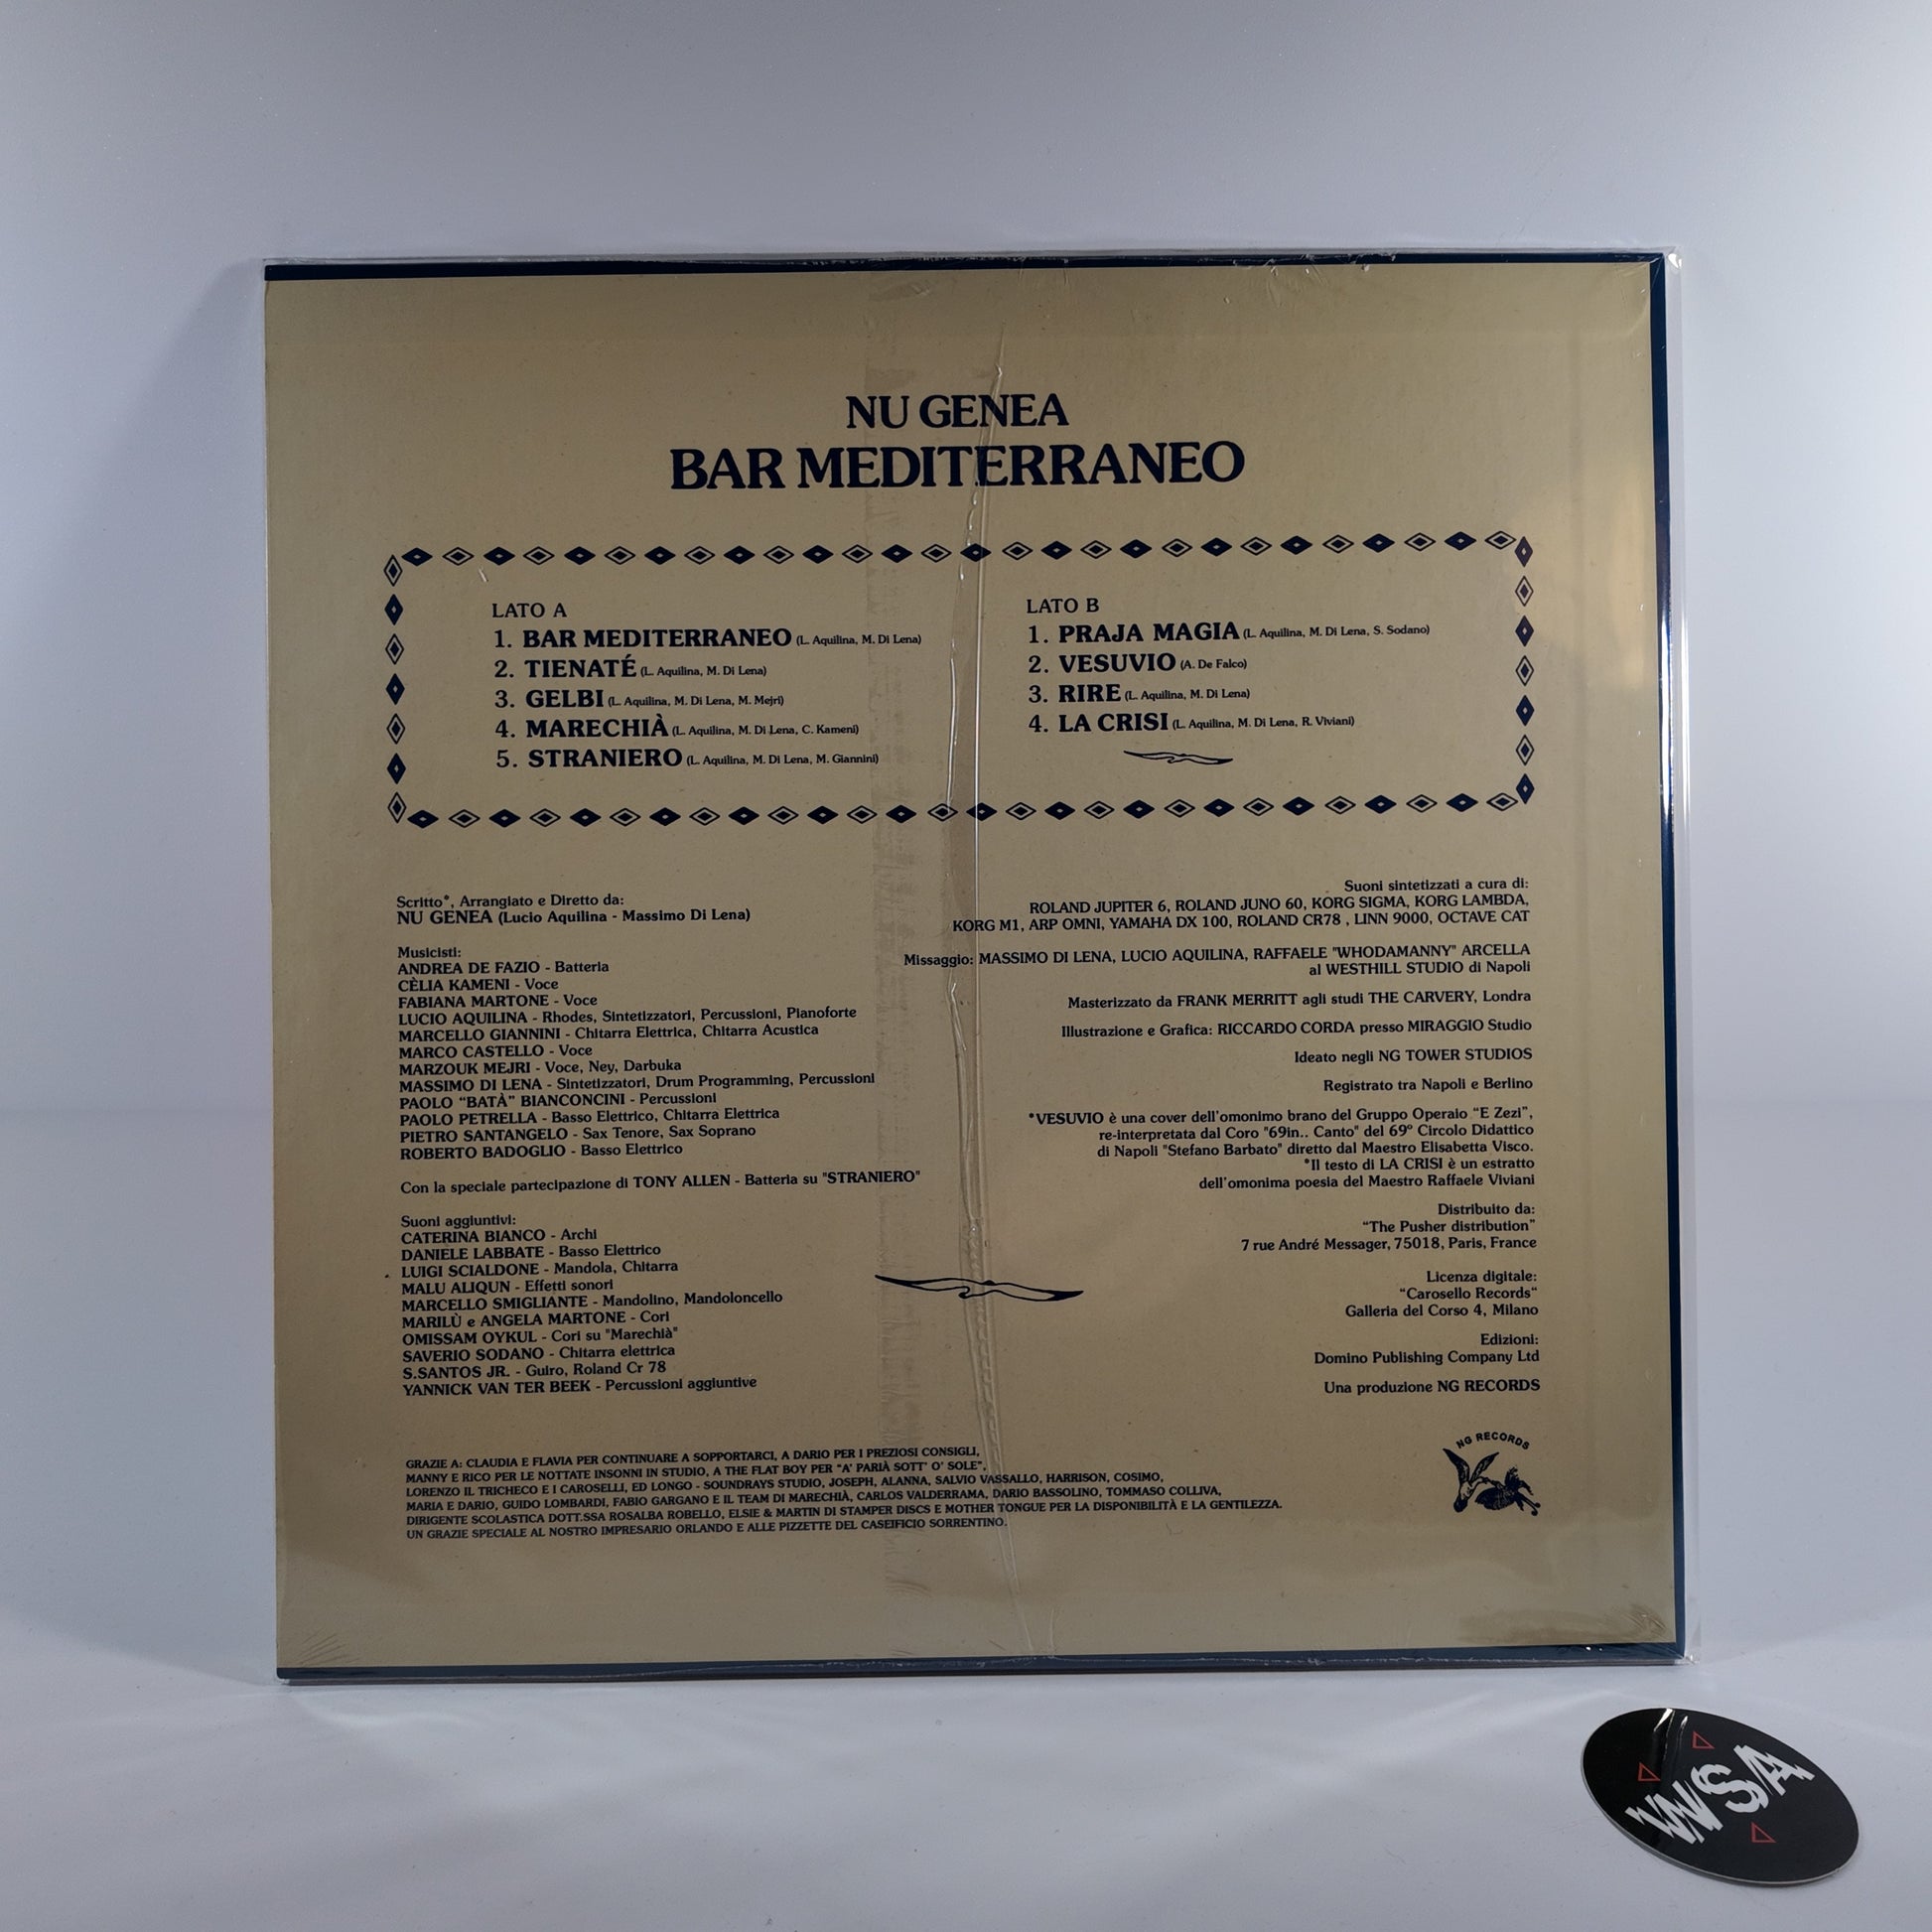 NU GENEA
BAR MEDITERRANEO
LATO A
1. BAR MEDITERRANEO (L. Aquilina, M. Di Lena)
2. TIENATÉ (L. Aquilina, M. Di Lena)
3. GELBI (L. Aquilina, M. Di Lena, M. Mejri)
4. MARECHIÀ (L. Aquilina, M. Di Lena, C. Kameni)
5. STRANIERO (L. Aquilina, M. Di Lena, M. Giannini)
LATO B
1. PRAJA MAGIA (L. Aquilina, M. Di Lena, S. Sodano)
2. VESUVIO (A. De Falco)
3. RIRE (L. Aquilina, M. Di Lena)
4. LA CRISI (L. Aquilina, M. Di Lena, R. Viviani)
Scritto*, Arrangiato e Diretto da:
NU GENEA (Lucio Aquilina - Massimo Di Lena)
Musicisti:
ANDREA DE FAZIO - Batteria
CÈLIA KAMENI - Voce
FABIANA MARTONE - Voce
LUCIO AQUILINA - Rhodes, Sintetizzatori, Percussioni, Pianoforte
MARCELLO GIANNINI - Chitarra Elettrica, Chitarra Acustica
MARCO CASTELLO - Voce
MARZOUK MEJRI - Voce, Ney, Darbuka
MASSIMO DI LENA - Sintetizzatori, Drum Programming, Percussioni
PAOLO “BATÀ” BIANCONCINI - Percussioni
PAOLO PETRELLA - Basso Elettrico, Chitarra Elettrica
PIETRO SANTANGELO - Sax Tenore, Sax Soprano
ROBERTO BADOGLIO - Basso Elettrico
Con la speciale partecipazione di TONY ALLEN - Batteria su "STRANIERO"
Suoni aggiuntivi:
CATERINA BIANCO - Archi
DANIELE LABBATE - Basso Elettrico
LUIGI SCIALDONE - Mandola, Chitarra
MALU ALIQUN - Effetti sonori
MARCELLO SMIGLIANTE - Mandolino, Mandoloncello
MARILÙ e ANGELA MARTONE - Cori
OMISSAM OYKUL - Cori su "Marechià"
SAVERIO SODANO - Chitarra elettrica
S.SANTOS JR. - Guiro, Roland Cr 78
YANNICK VAN TER BEEK - Percussioni aggiuntive
Suoni sintetizzati a cura di:
ROLAND JUPITER 6, ROLAND JUNO 60, KORG SIGMA, KORG LAMBDA,
KORG M1, ARP OMNI, YAMAHA DX 100, ROLAND CR78 , LINN 9000, OCTAVE CAT
Missaggio: MASSIMO DI LENA, LUCIO AQUILINA, RAFFAELE "WHODAMANNY" ARCELLA
al WESTHILL STUDIO di Napoli
Masterizzato da FRANK MERRITT agli studi THE CARVERY, Londra
Illustrazione e Grafica: RICCARDO CORDA presso MIRAGGIO Studio
Ideato negli NG TOWER STUDIOS
Registrato tra Napoli e Berlino
*VESUVIO è una cover dell'omonimo brano del Gruppo Operaio “E Zezi”,
re-interpretata dal Coro "69in.. Canto" del 69° Circolo Didattico
di Napoli "Stefano Barbato" diretto dal Maestro Elisabetta Visco.
*Il testo di LA CRISI è un estratto
dell'omonima poesia del Maestro Raffaele Viviani
Distribuito da:
“The Pusher distribution”
7 rue André Messager, 75018, Paris, France
Licenza digitale:
“Carosello Records“
Galleria del Corso 4, Milano
Edizioni:
Domino Publishing Company Ltd
Una produzione NG RECORDS
GRAZIE A: CLAUDIA E FLAVIA PER CONTINUARE A SOPPORTARCI, A DARIO PER I PREZIOSI CONSIGLI,
MANNY E RICO PER LE NOTTATE INSONNI IN STUDIO, A THE FLAT BOY PER “A' PARIÀ SOTT' O' SOLE”,
LORENZO IL TRICHECO E I CAROSELLI, ED LONGO - SOUNDRAYS STUDIO, JOSEPH, ALANNA, SALVIO VASSALLO, HARRISON, COSIMO,
MARIA E DARIO, GUIDO LOMBARDI, FABIO GARGANO E IL TEAM DI MARECHIÀ, CARLOS VALDERRAMA, DARIO BASSOLINO, TOMMASO COLLIVA,
DIRIGENTE SCOLASTICA DOTT.SSA ROSALBA ROBELLO, ELSIE & MARTIN DI STAMPER DISCS E MOTHER TONGUE PER LA DISPONIBILITÀ E LA GENTILEZZA.
UN GRAZIE SPECIALE AL NOSTRO IMPRESARIO ORLANDO E ALLE PIZZETTE DEL CASEIFICIO SORRENTINO.
NG RECORDS
WSA